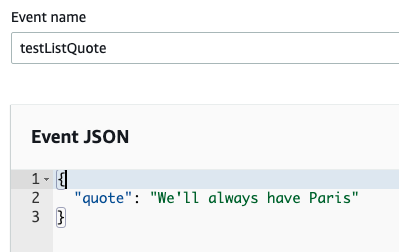 Event name
testListQuote
Event JSON
1 {
2 "quote": "We'll always have Paris"
3 }